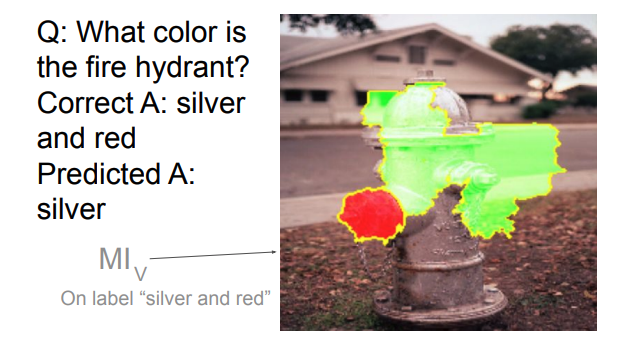 Q: What color is
the fire hydrant?
Correct A: silver
and red
Predicted A:
silver
MI_V
On label “silver and red”